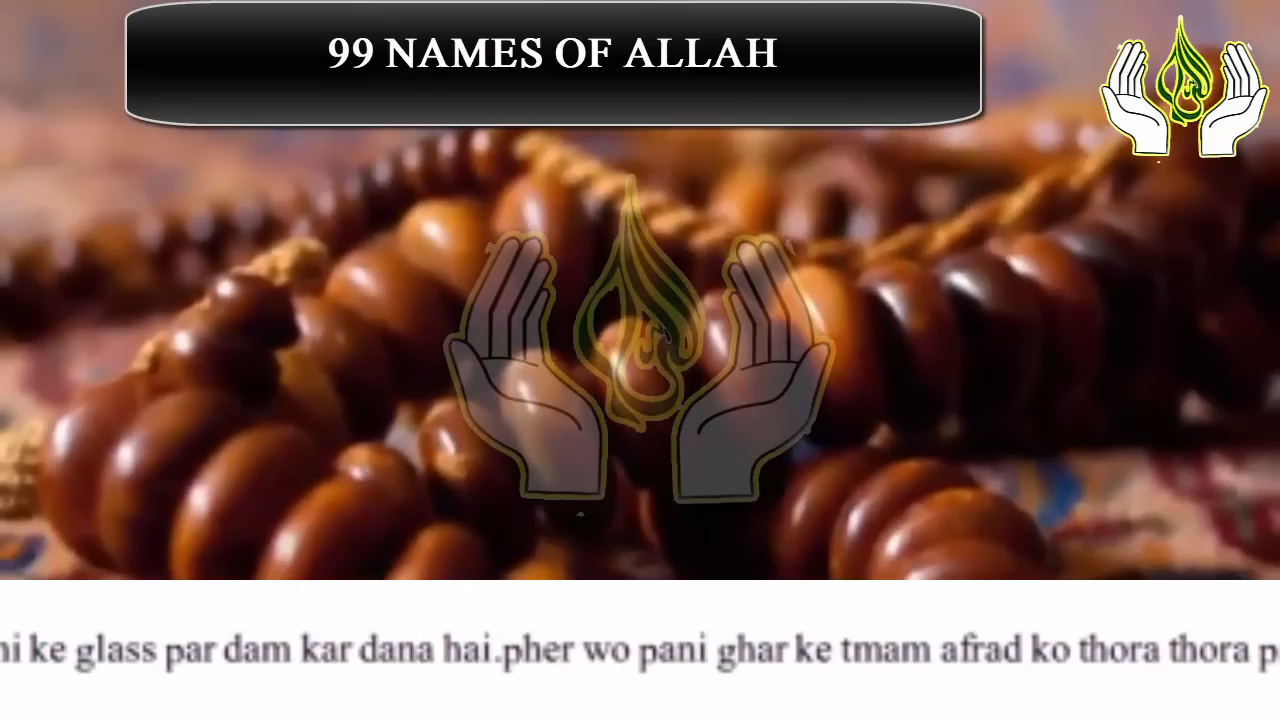 99 NAMES OF ALLAH
ke glass par dam kar dana hai.pher wo pani ghar ke tmam afrad ko thora thora